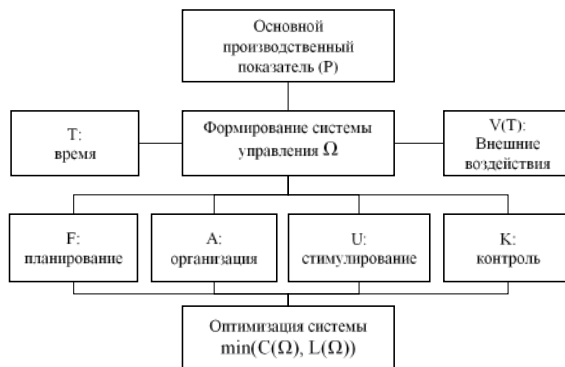 Основной
производственный
показатель (P)
T:
время
Формирование системы
управления Ω
V(T):
Внешние
воздействия
F:
планирование
A:
организация
U:
стимулирование
K:
контроль
Оптимизация системы
min(C(Ω), L(Ω))